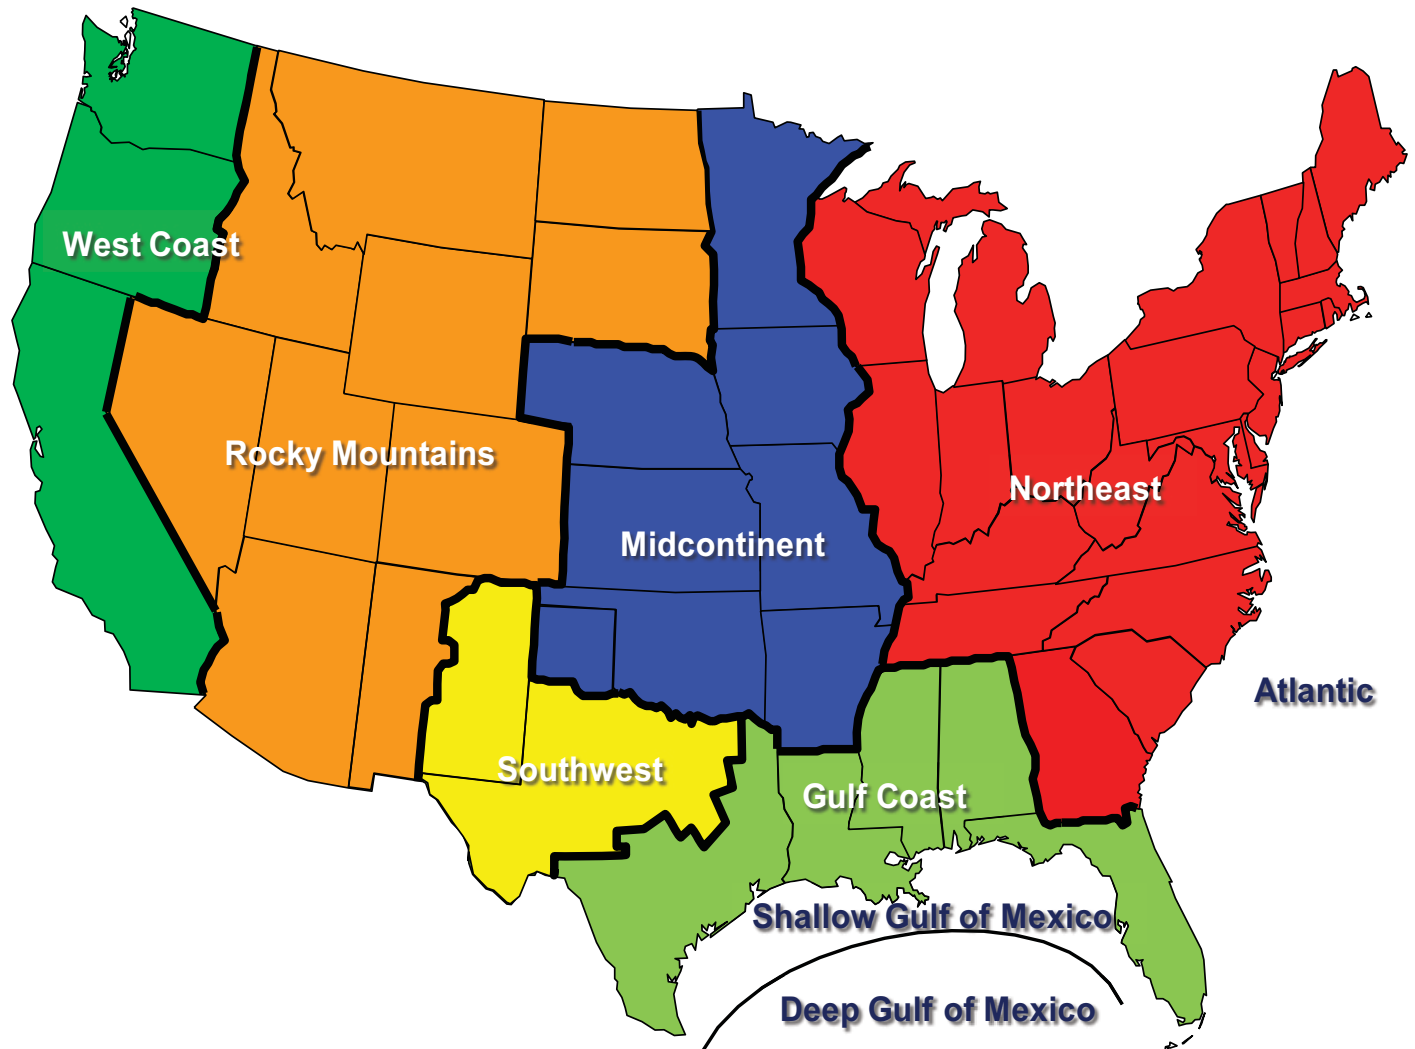 West Coast
Rocky Mountains
Northeast
Midcontinent
Atlantic
Southwest
Gulf Coast
Shallow Gulf of Mexico
Deep Gulf of Mexico